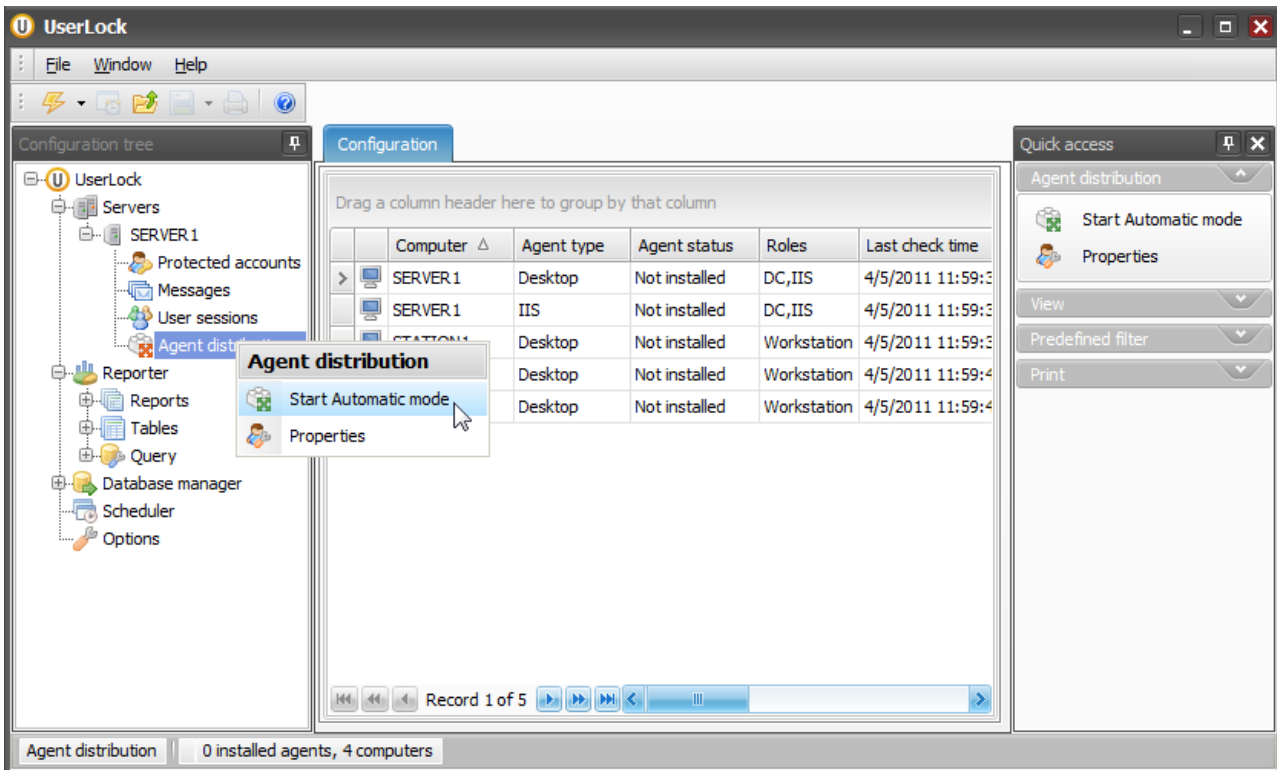 UserLock
File Window Help
Configuration tree
UserLock
Servers
SERVER1
Protected accounts
Messages
User sessions
Agent
Reporter
Reports
Tables
Query
Database manager
Scheduler
Options
Agent distribution
Start Automatic mode
Properties
Configuration
Drag a column header here to group by that column
Computer Agent type Agent status Roles Last check time
SERVER1 Desktop Not installed DC,IIS 4/5/2011 11:59:3
SERVER1 IIS Not installed DC,IIS 4/5/2011 11:59:3
STATION1 Desktop Not installed Workstation 4/5/2011 11:59:3
Desktop Not installed Workstation 4/5/2011 11:59:4
Desktop Not installed Workstation 4/5/2011 11:59:4
Record 1 of 5
Quick access
Agent distribution
Start Automatic mode
Properties
View
Predefined filter
Print
Agent distribution 0 installed agents, 4 computers